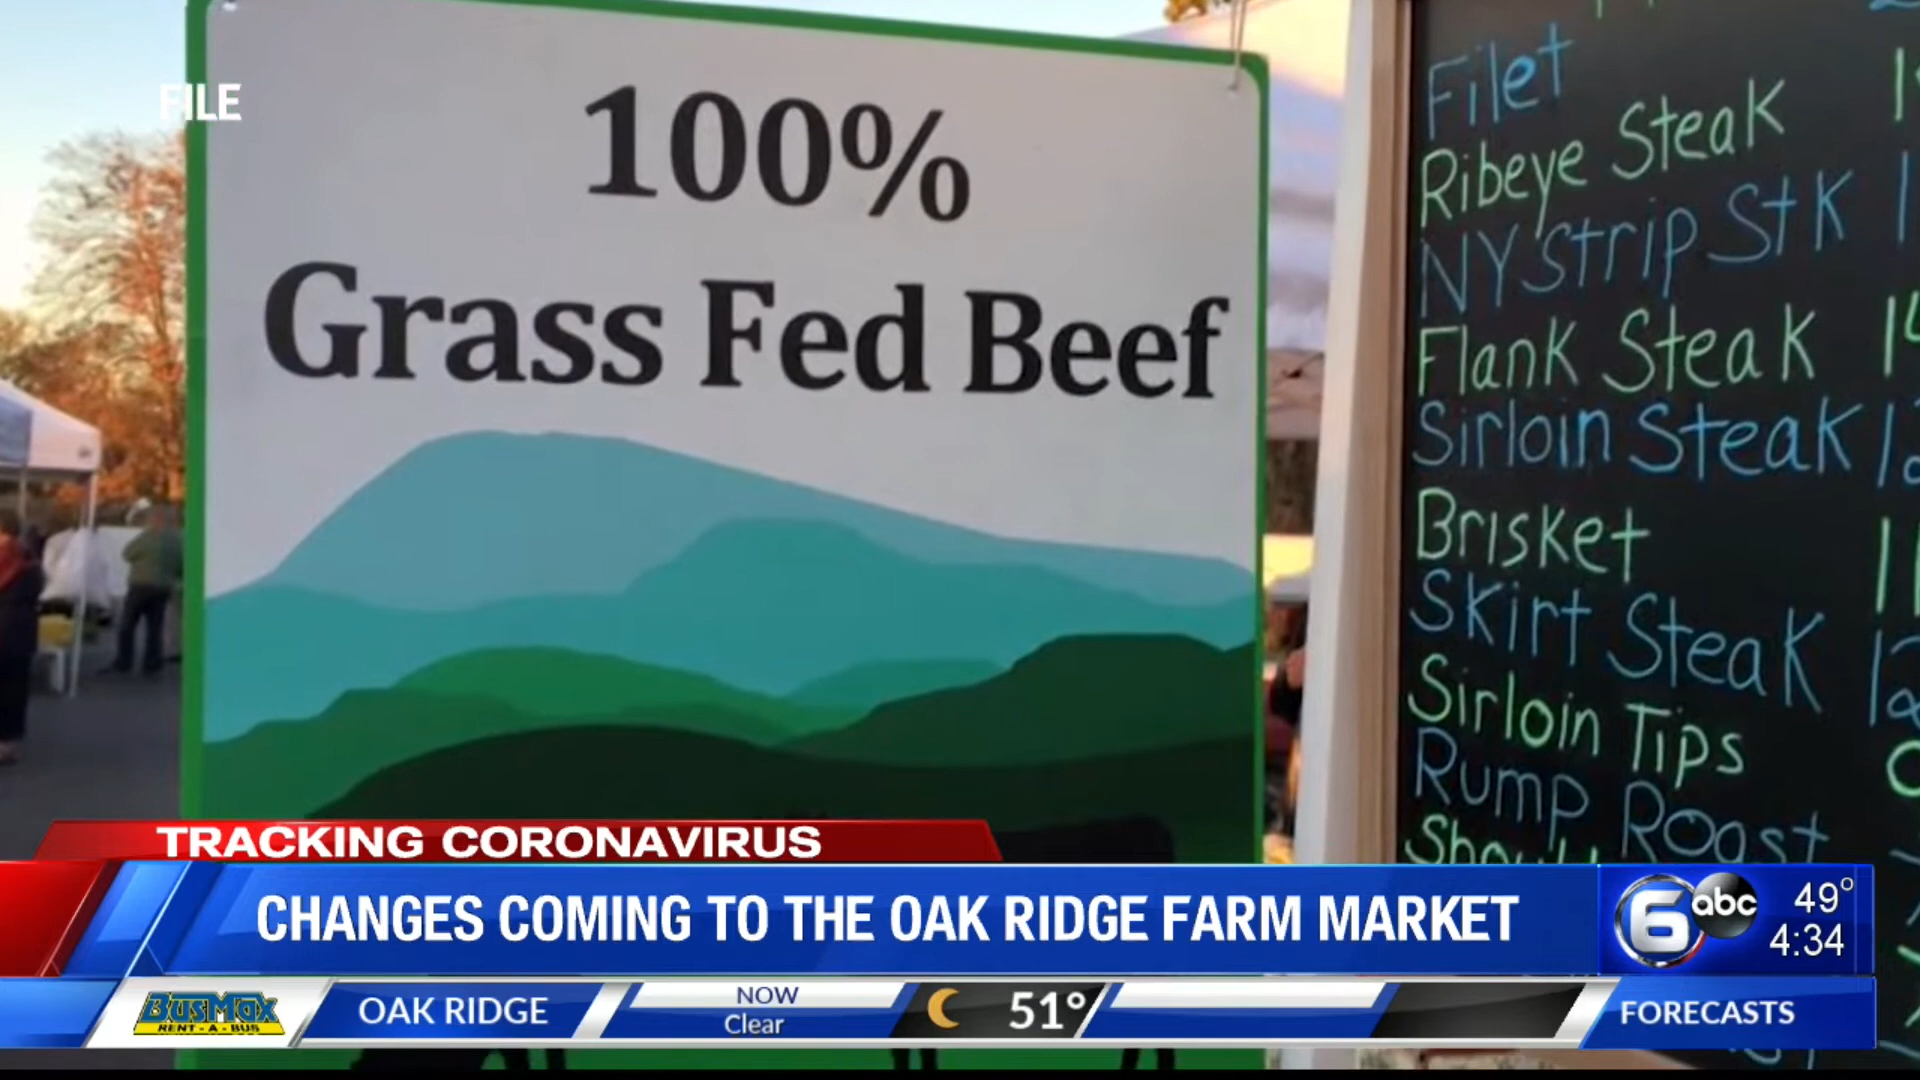 FILE
100%
Grass Fed Beef
Filet
Ribeye Steak
NY Strip Stk
Flank Steak
Sirloin Steak
Brisket
Skirt Steak
Sirloin Tips
Rump Roast
TRACKING CORONAVIRUS
CHANGES COMING TO THE OAK RIDGE FARM MARKET
6 abc
49°
4:34
BusMax
RENT-A-BUS
OAK RIDGE
NOW
Clear
51°
FORECASTS